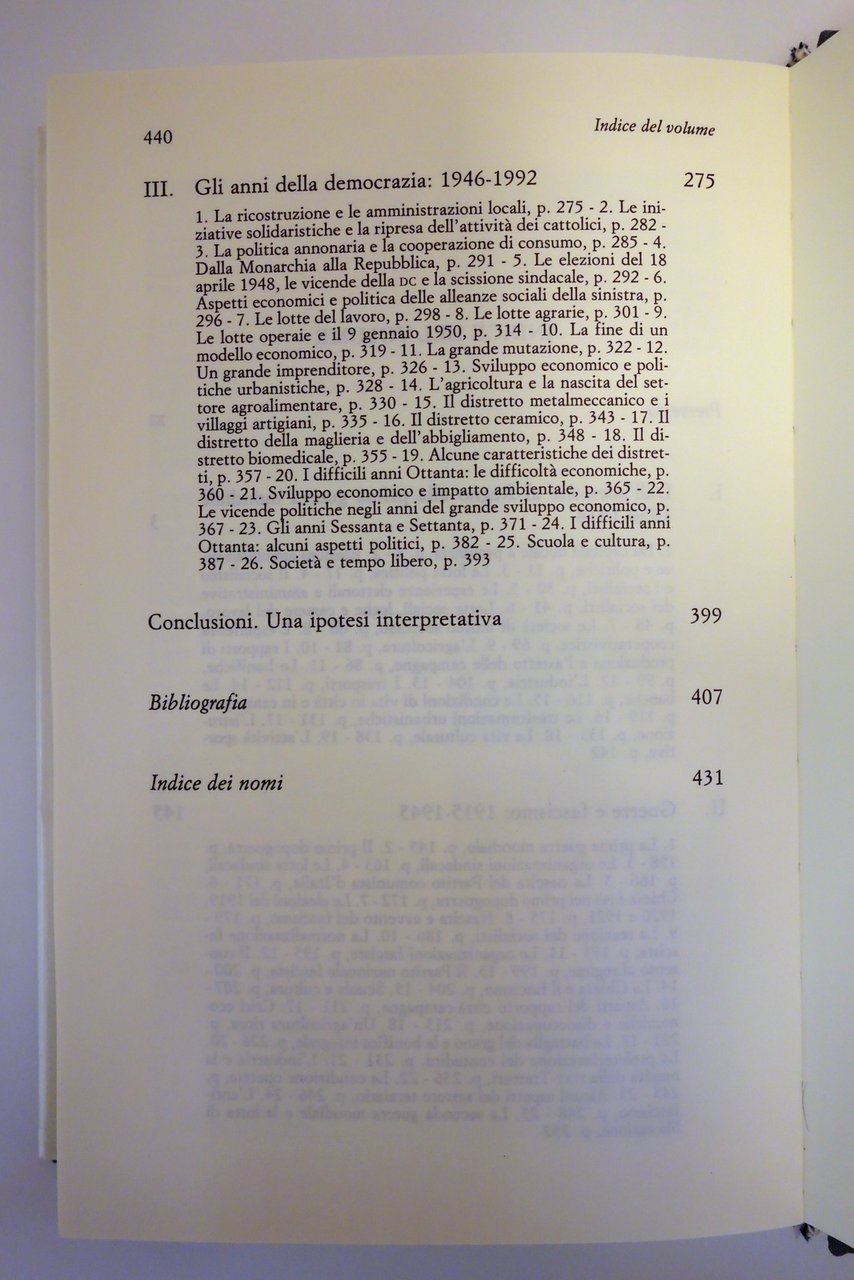 440
Indice del volume
III. Gli anni della democrazia: 1946-1992 275
1. La ricostruzione e le amministrazioni locali, p. 275 - 2. Le ini-
ziative solidaristiche e la ripresa dell'attività dei cattolici, p. 282 -
3. La politica annonaria e la cooperazione di consumo, p. 285 - 4.
Dalla Monarchia alla Repubblica, p. 291 - 5. Le elezioni del 18
aprile 1948, le vicende della DC e la scissione sindacale, p. 292 - 6.
Aspetti economici e politica delle alleanze sociali della sinistra, p.
296 - 7. Le lotte del lavoro, p. 298 - 8. Le lotte agrarie, p. 301 - 9.
Le lotte operaie e il 9 gennaio 1950, p. 314 - 10. La fine di un
modello economico, p. 319 - 11. La grande mutazione, p. 322 - 12.
Un grande imprenditore, p. 326 - 13. Sviluppo economico e poli-
tiche urbanistiche, p. 328 - 14. L'agricoltura e la nascita del set-
tore agroalimentare, p. 330 - 15. Il distretto metalmeccanico e i
villaggi artigiani, p. 335 - 16. Il distretto ceramico, p. 343 - 17. Il
distretto della maglieria e dell'abbigliamento, p. 348 - 18. Il di-
stretto biomedicale, p. 355 - 19. Alcune caratteristiche dei distret-
ti, p. 357 - 20. I difficili anni Ottanta: le difficoltà economiche, p.
360 - 21. Sviluppo economico e impatto ambientale, p. 365 - 22.
Le vicende politiche negli anni del grande sviluppo economico, p.
367 - 23. Gli anni Sessanta e Settanta, p. 371 - 24. I difficili anni
Ottanta: alcuni aspetti politici, p. 382 - 25. Scuola e cultura, p.
387 - 26. Società e tempo libero, p. 393
Conclusioni. Una ipotesi interpretativa 399
Bibliografia 407
Indice dei nomi 431